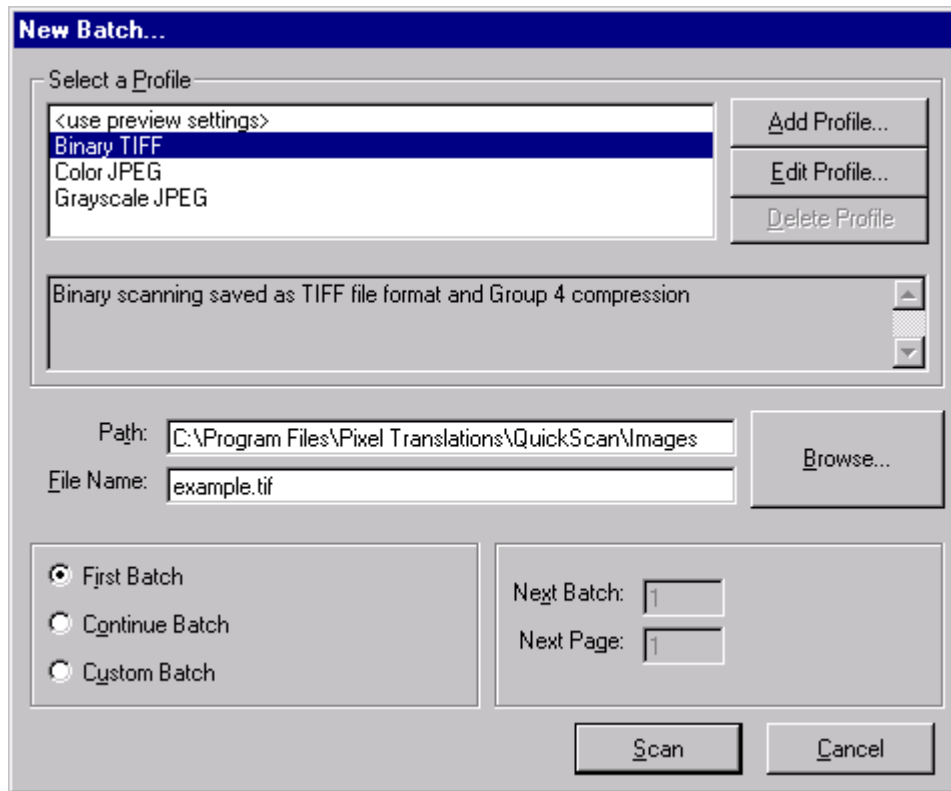 New Batch...
Select a Profile
<use preview settings>
Binary TIFF
Color JPEG
Grayscale JPEG
Add Profile...
Edit Profile...
Delete Profile
Binary scanning saved as TIFF file format and Group 4 compression
Path: C:\Program Files\Pixel Translations\QuickScan\Images
File Name: example.tif
Browse...
First Batch
Continue Batch
Custom Batch
Next Batch: 1
Next Page: 1
Scan
Cancel